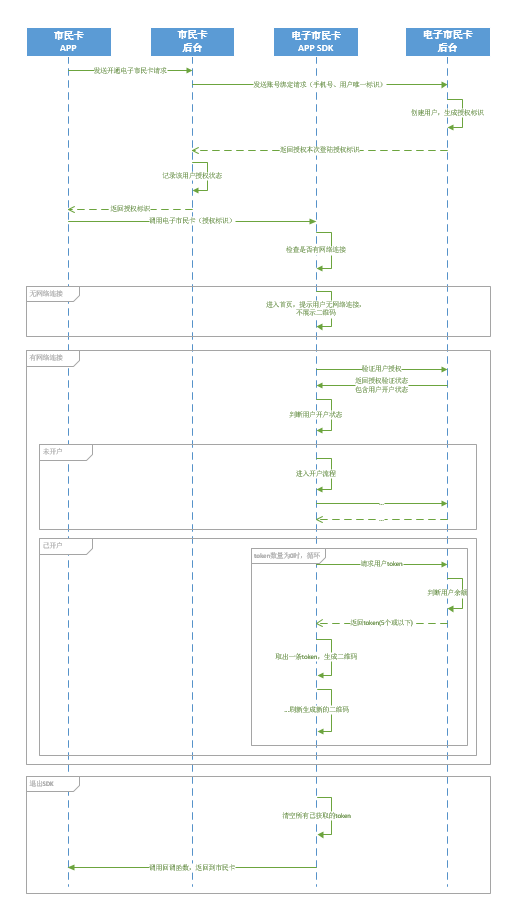 市民卡
APP
市民卡
后台
电子市民卡
APP SDK
电子市民卡
后台
发送开通电子市民卡请求
发送账号绑定请求（手机号、用户唯一标识）
创建用户，生成授权标识
返回授权本次登陆授权标识
记录该用户授权状态
返回授权标识
调用电子市民卡（授权标识）
检查是否有网络连接
无网络连接
进入首页，提示用户无网络连接，
不展示二维码
有网络连接
验证用户授权
返回授权验证状态
包含用户开户状态
判断用户开户状态
未开户
进入开户流程
...
...
已开户
token数量为0时，循环
请求用户token
判断用户余额
返回token(5个或以下)
取出一条token，生成二维码
...刷新生成新的二维码
退出SDK
清空所有已获取的token
调用回调函数，返回到市民卡